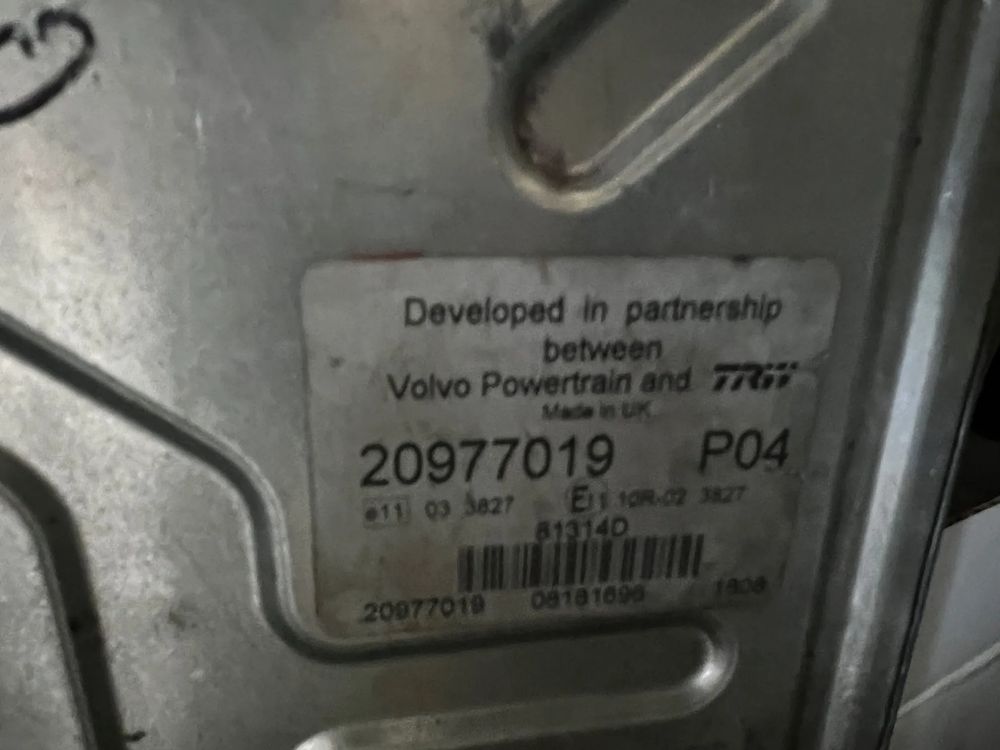 Developed in partnership
between
Volvo Powertrain and TRW
Made in UK
20977019 P04
e11 03 3827 E11 10R-02 3827
81314D
20977019 08181696 1808